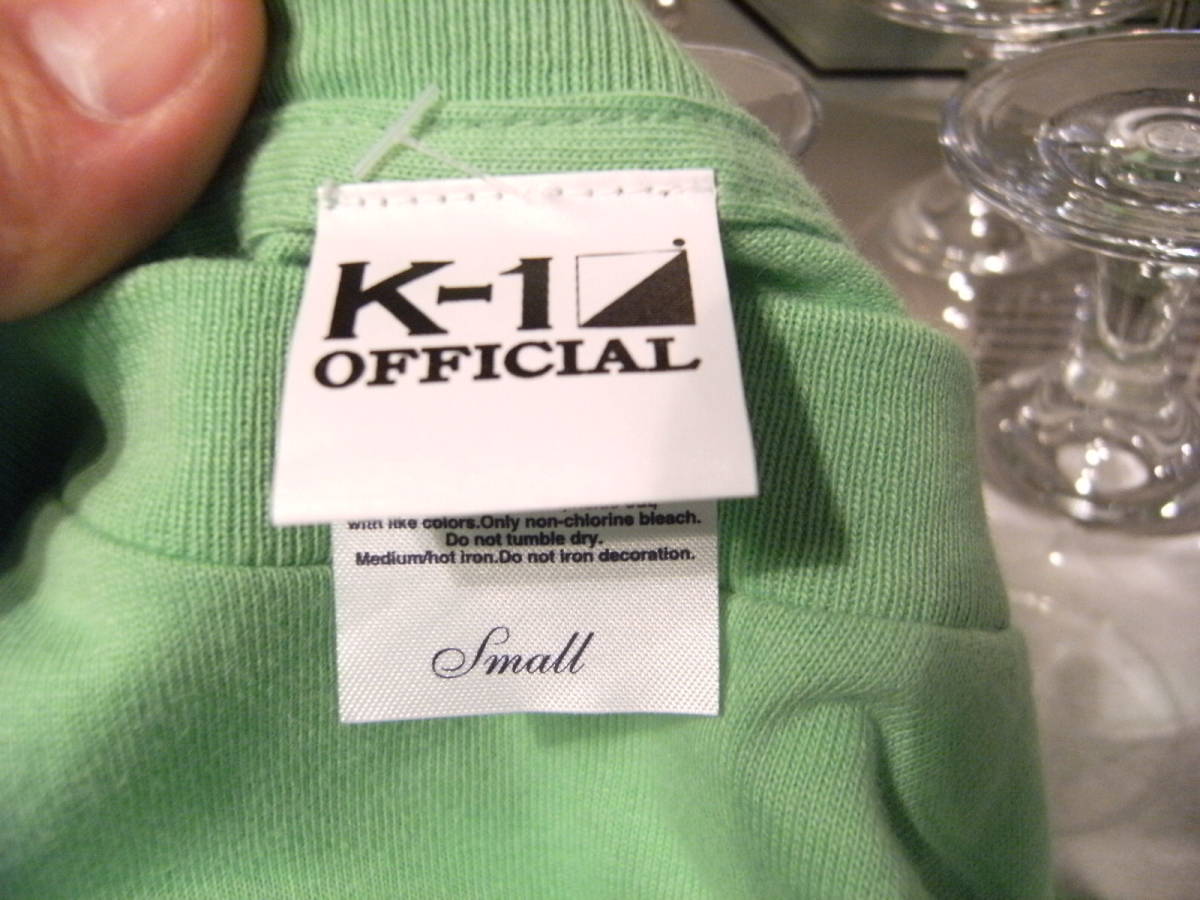 K-1
OFFICIAL
with like colors.Only non-chlorine bleach.
Do not tumble dry.
Medium/hot iron.Do not iron decoration.
Small